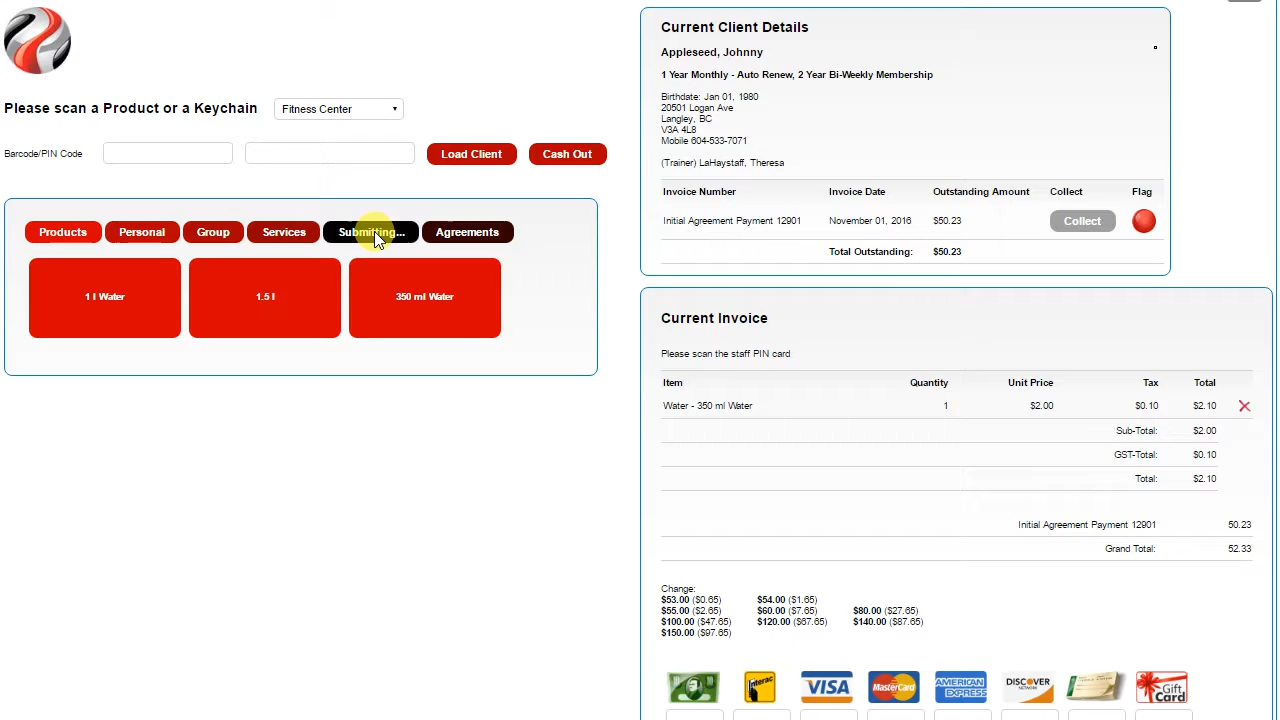 Please scan a Product or a Keychain
Fitness Center
Barcode/PIN Code
Load Client
Cash Out
Products
Personal
Group
Services
Submitting...
Agreements
1 l Water
1.5 l
350 ml Water
Current Client Details
Appleseed, Johnny
1 Year Monthly - Auto Renew, 2 Year Bi-Weekly Membership
Birthdate: Jan 01, 1980
20501 Logan Ave
Langley, BC
V3A 4L8
Mobile 604-533-7071
(Trainer) LaHaystaff, Theresa
Invoice Number Invoice Date Outstanding Amount Collect Flag
Initial Agreement Payment 12901 November 01, 2016 $50.23 Collect
Total Outstanding: $50.23
Current Invoice
Please scan the staff PIN card
Item Quantity Unit Price Tax Total
Water - 350 ml Water 1 $2.00 $0.10 $2.10
Sub-Total: $2.00
GST-Total: $0.10
Total: $2.10
Initial Agreement Payment 12901 50.23
Grand Total: 52.33
Change:
$53.00 ($0.65) $54.00 ($1.65)
$55.00 ($2.65) $60.00 ($7.65) $80.00 ($27.65)
$100.00 ($47.65) $120.00 ($67.65) $140.00 ($87.65)
$150.00 ($97.65)
Interac VISA MasterCard AMERICAN EXPRESS DISCOVER NETWORK Gift Card